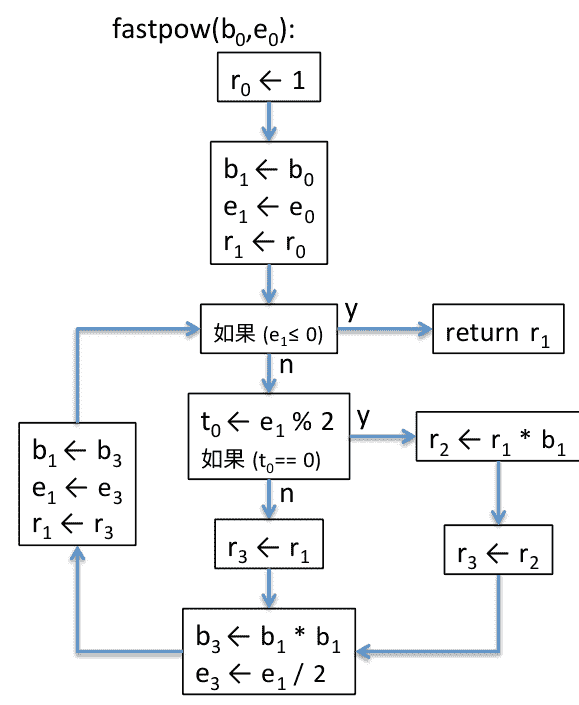 fastpow(b₀,e₀):
r₀ ← 1
b₁ ← b₀
e₁ ← e₀
r₁ ← r₀
如果 (e₁≤ 0)
y
return r₁
n
t₀ ← e₁ % 2
如果 (t₀== 0)
y
r₂ ← r₁ * b₁
n
b₁ ← b₃
e₁ ← e₃
r₁ ← r₃
r₃ ← r₁
r₃ ← r₂
b₃ ← b₁ * b₁
e₃ ← e₁ / 2